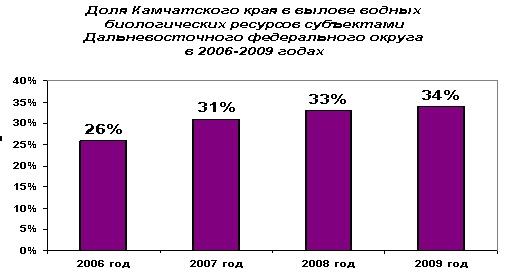 Доля Камчатского края в вылове водных
биологических ресурсов субъектами
Дальневосточного федерального округа
в 2006-2009 годах
40%
35%
30%
25%
20%
15%
10%
5%
0%
26%
31%
33%
34%
2006 год
2007 год
2008 год
2009 год